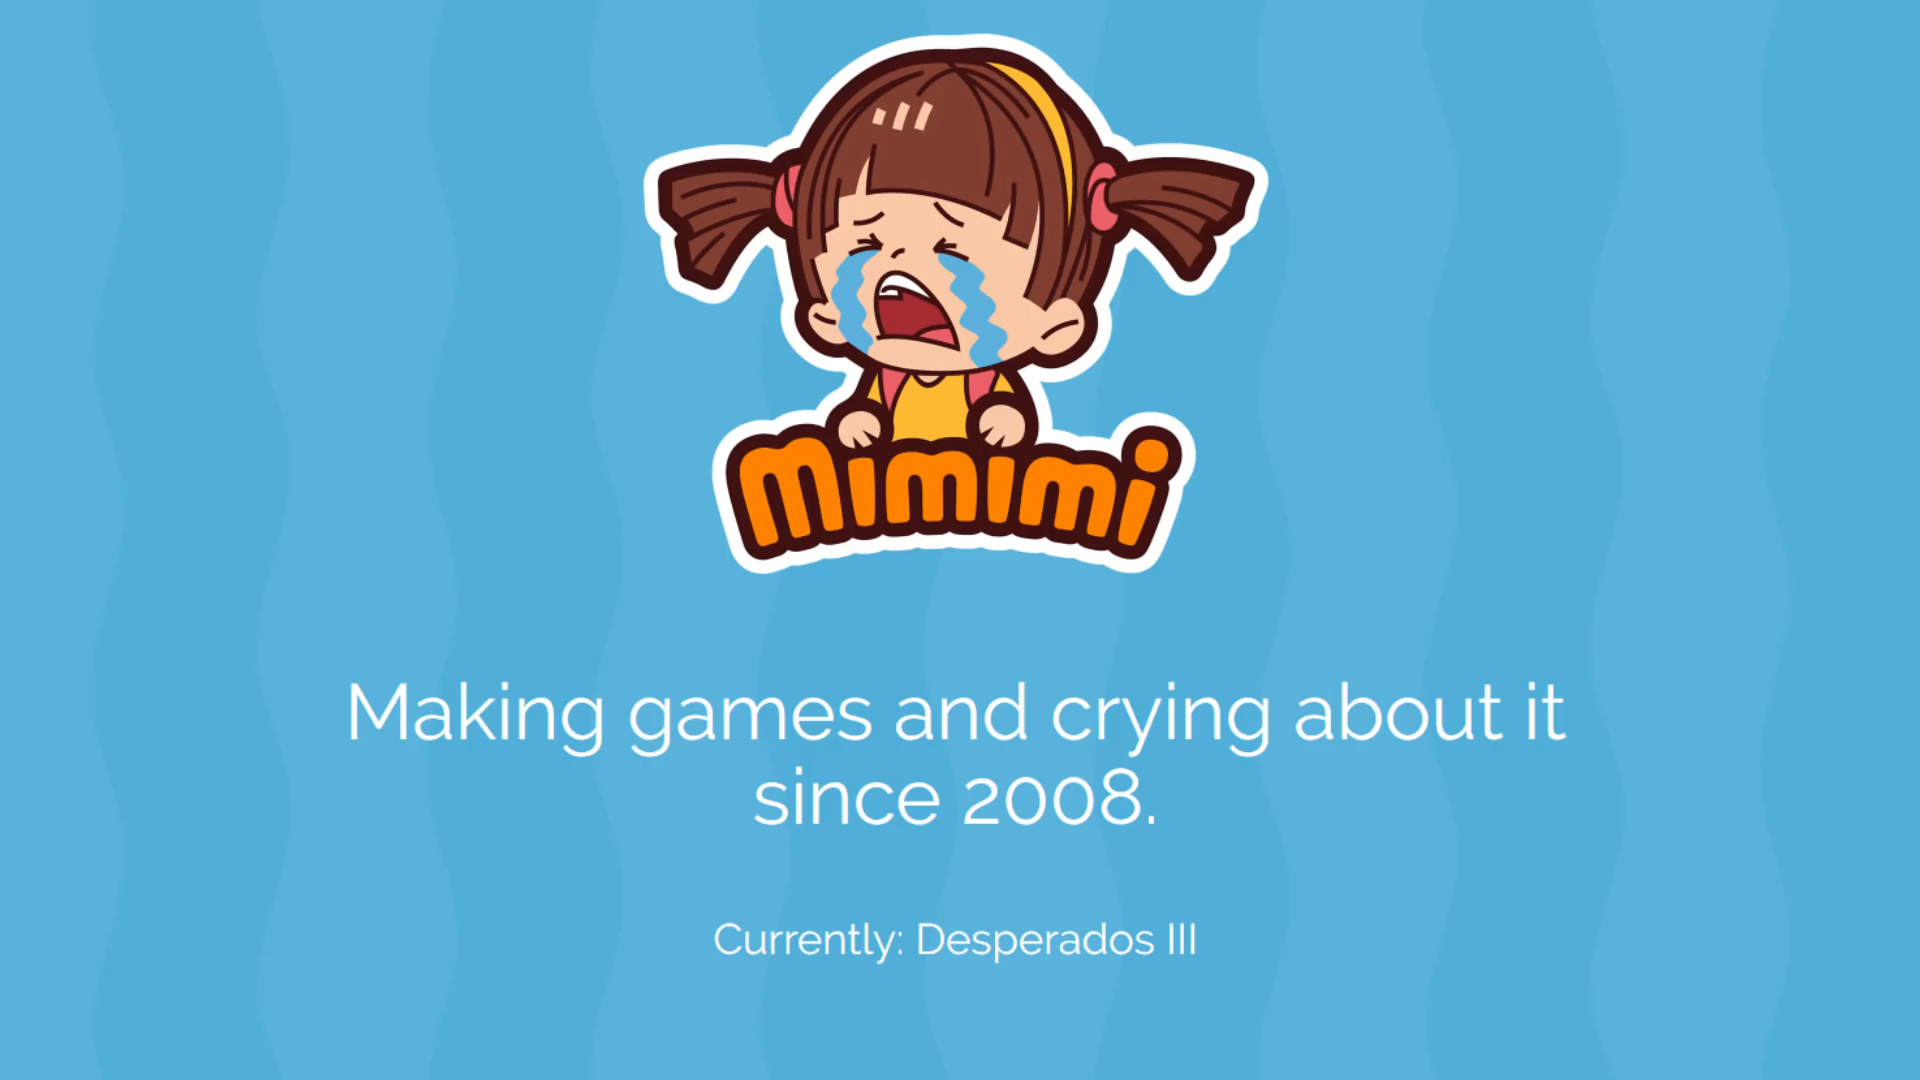 Mimimi
Making games and crying about it
since 2008.
Currently: Desperados III